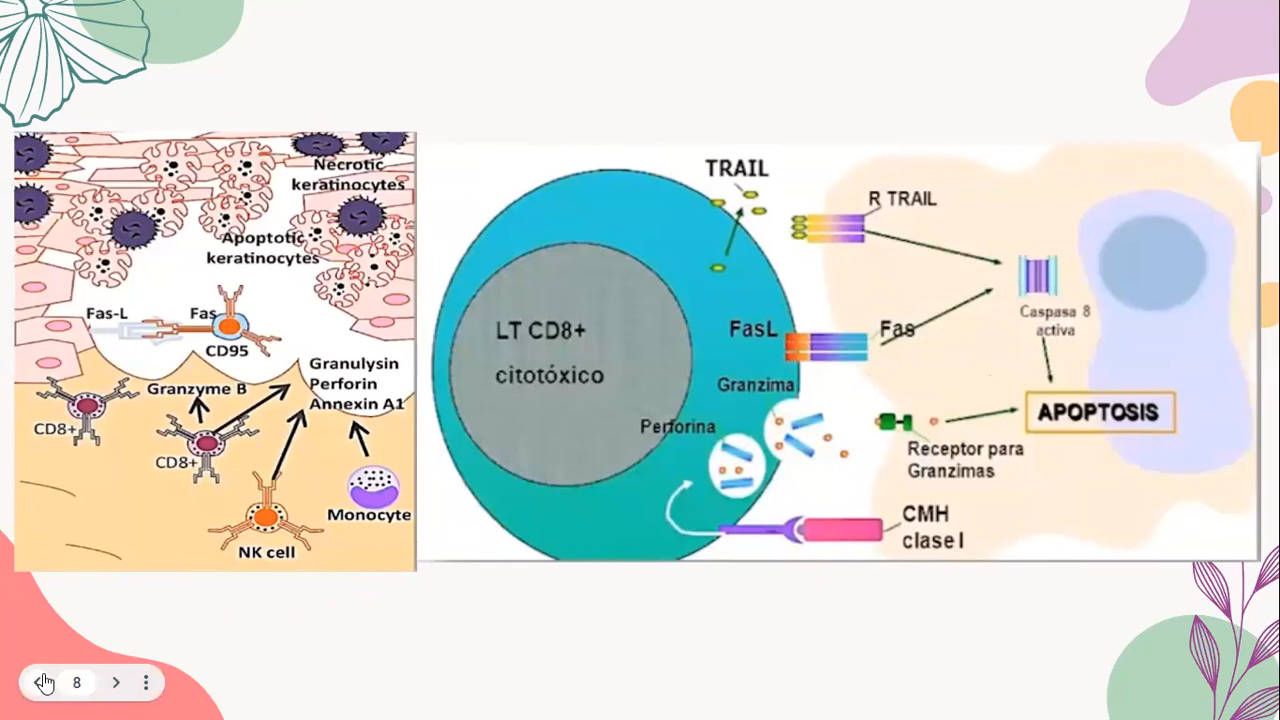 Necrotic
keratinocytes
Apoptotic
keratinocytes
Fas-L
Fas
CD95
Granulysin
Perforin
Annexin A1
Granzyme B
CD8+
CD8+
Monocyte
NK cell
TRAIL
R TRAIL
LT CD8+
citotóxico
FasL
Fas
Caspasa 8
activa
Granzima
Perforina
APOPTOSIS
Receptor para
Granzimas
CMH
clase I
8